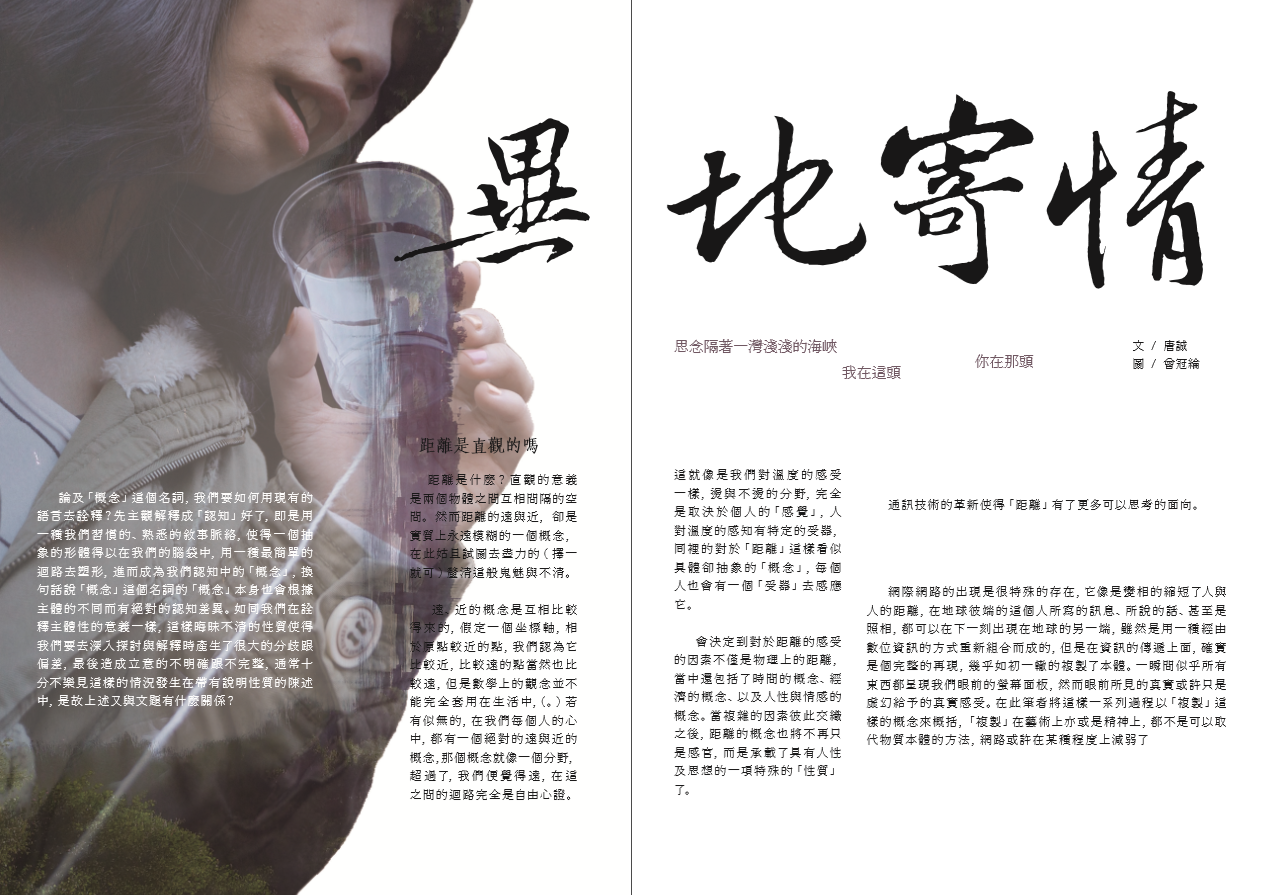 異地寄情
思念隔著一灣淺淺的海峽
我在這頭
你在那頭
文 / 唐誠
圖 / 曾冠綸
論及「概念」這個名詞, 我們要如何用現有的
語言去詮釋？先主觀解釋成「認知」好了, 即是用
一種我們習慣的、熟悉的敘事脈絡, 使得一個抽
象的形體得以在我們的腦袋中, 用一種最簡單的
迴路去塑形, 進而成為我們認知中的「概念」, 換
句話說「概念」這個名詞的「概念」本身也會根據
主體的不同而有絕對的認知差異。如同我們在詮
釋主體性的意義一樣, 這樣晦昧不清的性質使得
我們要去深入探討與解釋時產生了很大的分歧跟
偏差, 最後造成立意的不明確跟不完整, 通常十
分不樂見這樣的情況發生在帶有說明性質的陳述
中, 是故上述又與文題有什麼關係？
距離是直觀的嗎
距離是什麼？直觀的意義
是兩個物體之間互相間隔的空
間。然而距離的遠與近, 卻是
實質上永遠模糊的一個概念,
在此姑且試圖去盡力的（擇一
就可）釐清這般鬼魅與不清。
遠、近的概念是互相比較
得來的, 假定一個坐標軸, 相
於原點較近的點, 我們認為它
比較近, 比較遠的點當然也比
較遠, 但是數學上的觀念並不
能完全套用在生活中,（。）若
有似無的, 在我們每個人的心
中, 都有一個絕對的遠與近的
概念,那個概念就像一個分野,
超過了, 我們便覺得遠, 在這
之間的迴路完全是自由心證。
這就像是我們對溫度的感受
一樣, 燙與不燙的分野, 完全
是取決於個人的「感覺」, 人
對溫度的感知有特定的受器,
同裡的對於「距離」這樣看似
具體卻抽象的「概念」, 每個
人也會有一個「受器」去感應
它。
會決定到對於距離的感受
的因素不僅是物理上的距離,
當中還包括了時間的概念、經
濟的概念、以及人性與情感的
概念。當複雜的因素彼此交織
之後, 距離的概念也將不再只
是感官, 而是承載了具有人性
及思想的一項特殊的「性質」
了。
通訊技術的革新使得「距離」有了更多可以思考的面向。
網際網路的出現是很特殊的存在, 它像是變相的縮短了人與
人的距離, 在地球彼端的這個人所寫的訊息、所說的話、甚至是
照相, 都可以在下一刻出現在地球的另一端, 雖然是用一種經由
數位資訊的方式重新組合而成的, 但是在資訊的傳遞上面, 確實
是個完整的再現, 幾乎如初一轍的複製了本體。一瞬間似乎所有
東西都呈現我們眼前的螢幕面板, 然而眼前所見的真實或許只是
虛幻給予的真實感受。在此筆者將這樣一系列過程以「複製」這
樣的概念來概括, 「複製」在藝術上亦或是精神上, 都不是可以取
代物質本體的方法, 網路或許在某種程度上減弱了